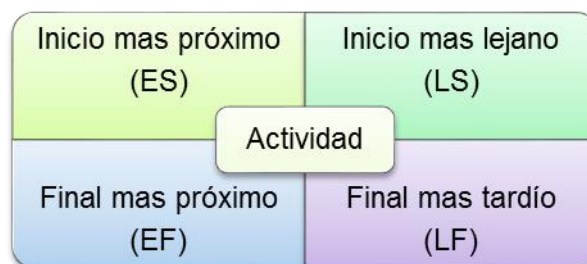 Inicio mas próximo
(ES)
Inicio mas lejano
(LS)
Actividad
Final mas próximo
(EF)
Final mas tardío
(LF)